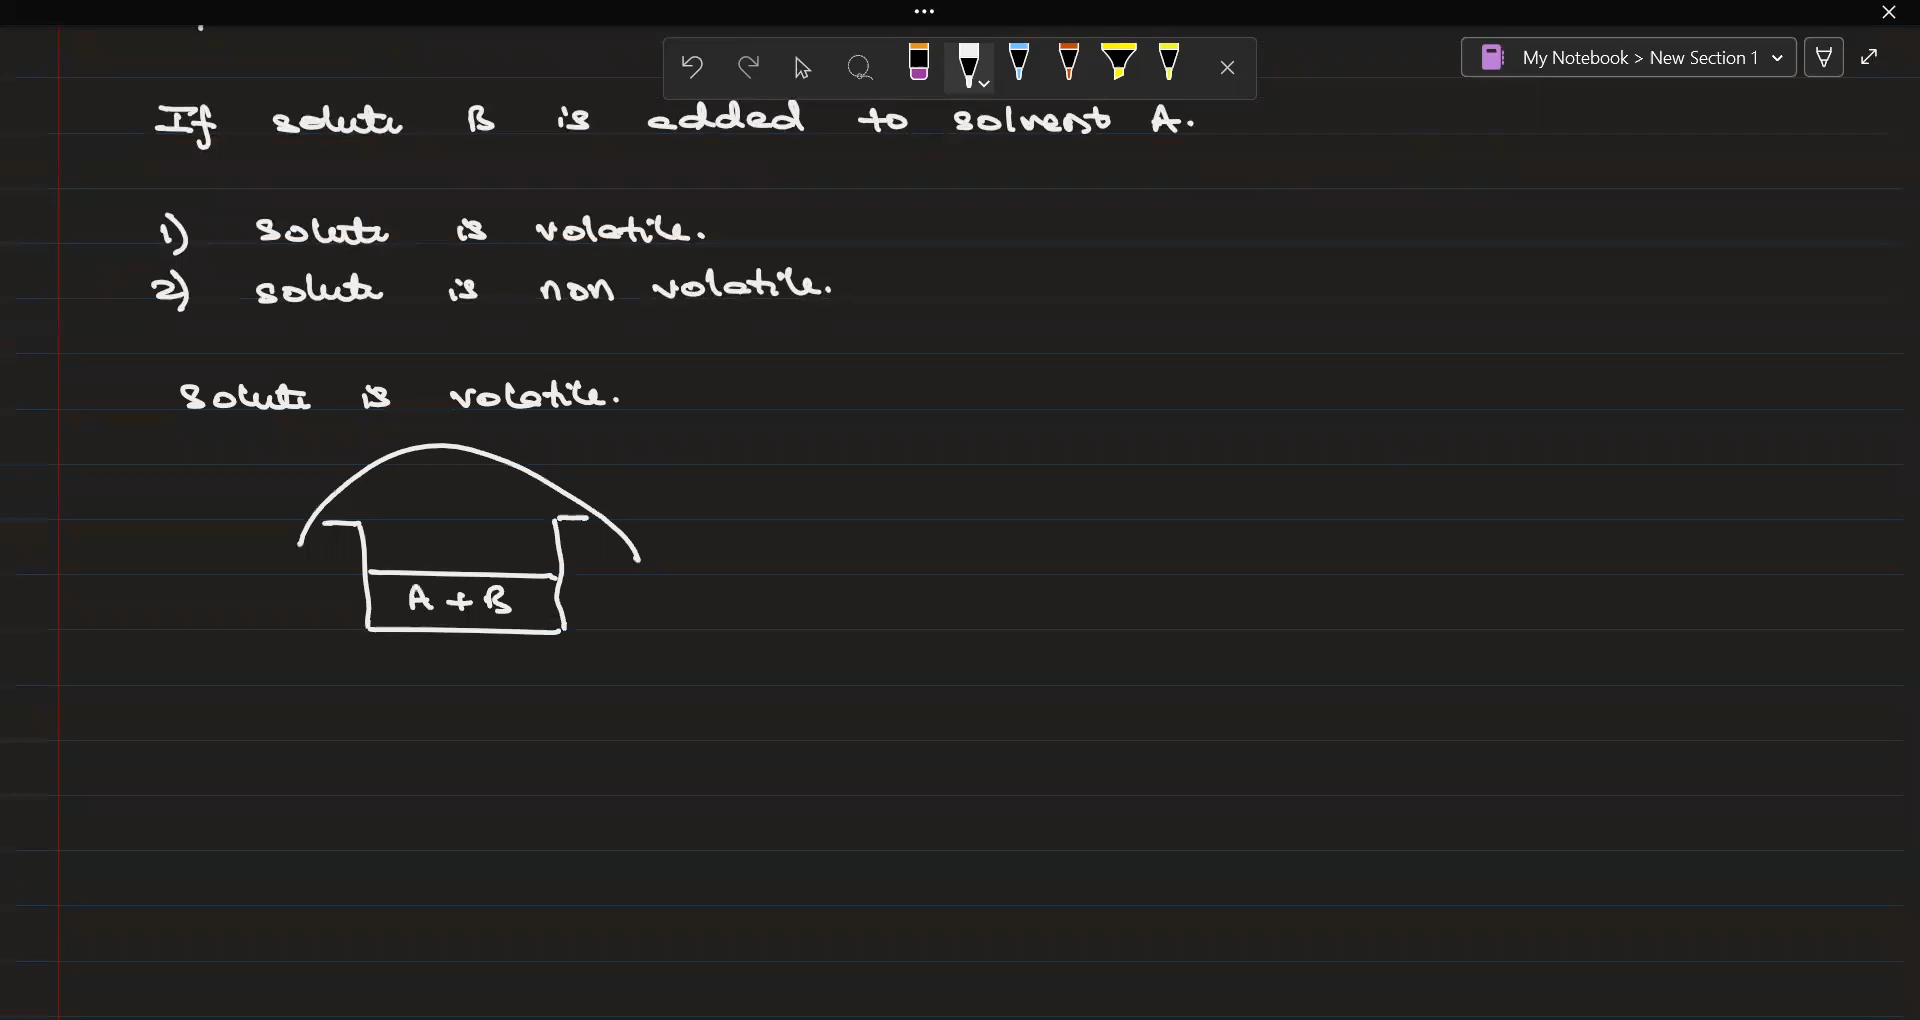 My Notebook > New Section 1
If solute B is added to solvent A.
1) solute is volatile.
2) solute is non volatile.
solute is volatile.
A + B